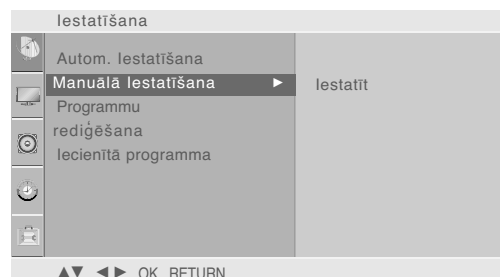 Iestatīšana
Autom. Iestatīšana
Manuālā Iestatīšana ► Iestatīt
Programmu
rediģēšana
Iecienītā programma
▲▼ ◄► OK RETURN